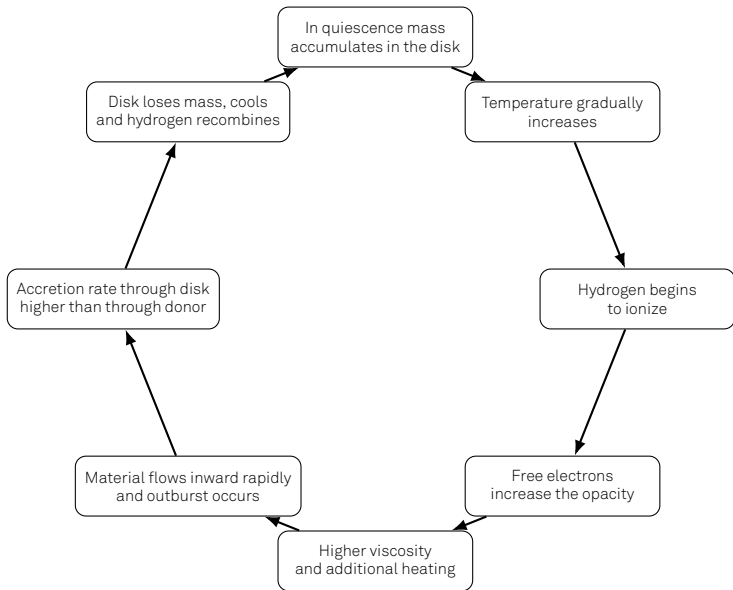 In quiescence mass
accumulates in the disk
Temperature gradually
increases
Hydrogen begins
to ionize
Free electrons
increase the opacity
Higher viscosity
and additional heating
Material flows inward rapidly
and outburst occurs
Accretion rate through disk
higher than through donor
Disk loses mass, cools
and hydrogen recombines